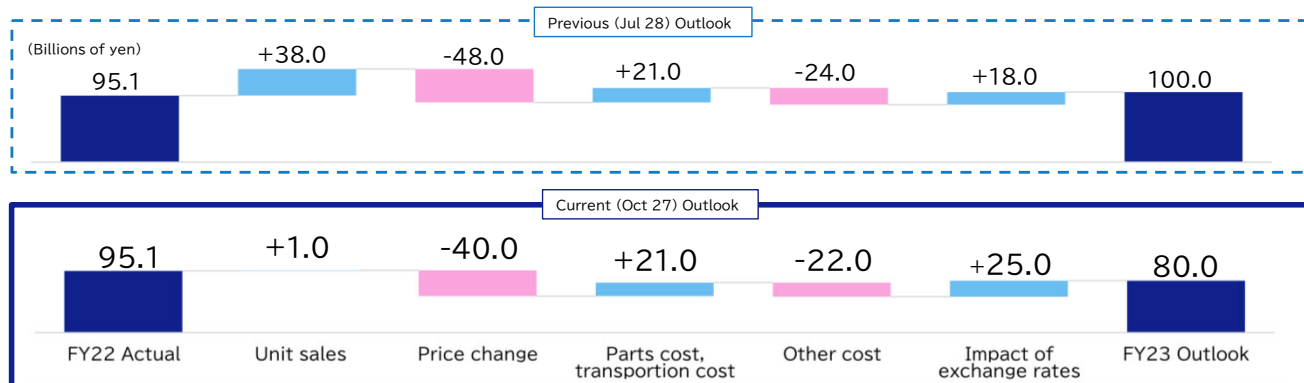 Previous (Jul 28) Outlook
(Billions of yen)
95.1
+38.0
-48.0
+21.0
-24.0
+18.0
100.0
Current (Oct 27) Outlook
95.1
+1.0
-40.0
+21.0
-22.0
+25.0
80.0
FY22 Actual
Unit sales
Price change
Parts cost,
transportion cost
Other cost
Impact of
exchange rates
FY23 Outlook